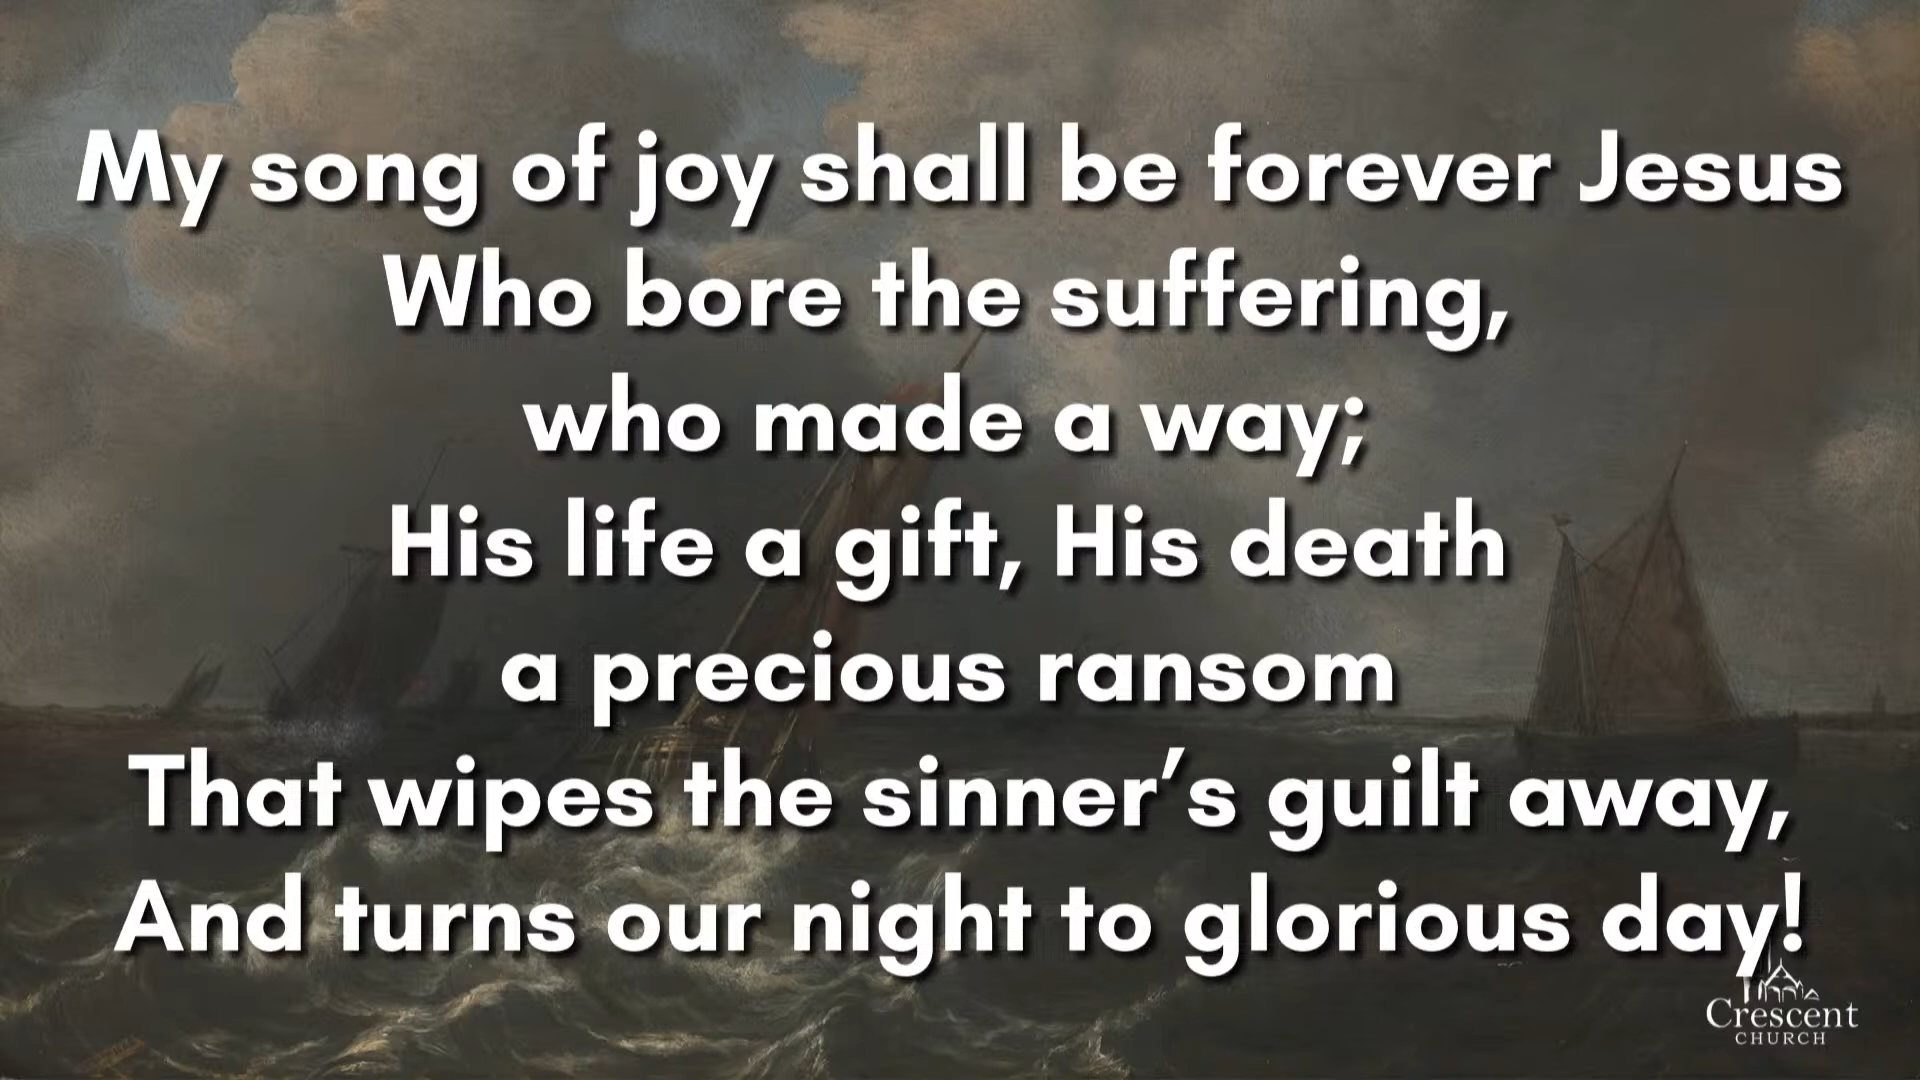 My song of joy shall be forever Jesus
Who bore the suffering,
who made a way;
His life a gift, His death
a precious ransom
That wipes the sinner’s guilt away,
And turns our night to glorious day!
Crescent
CHURCH